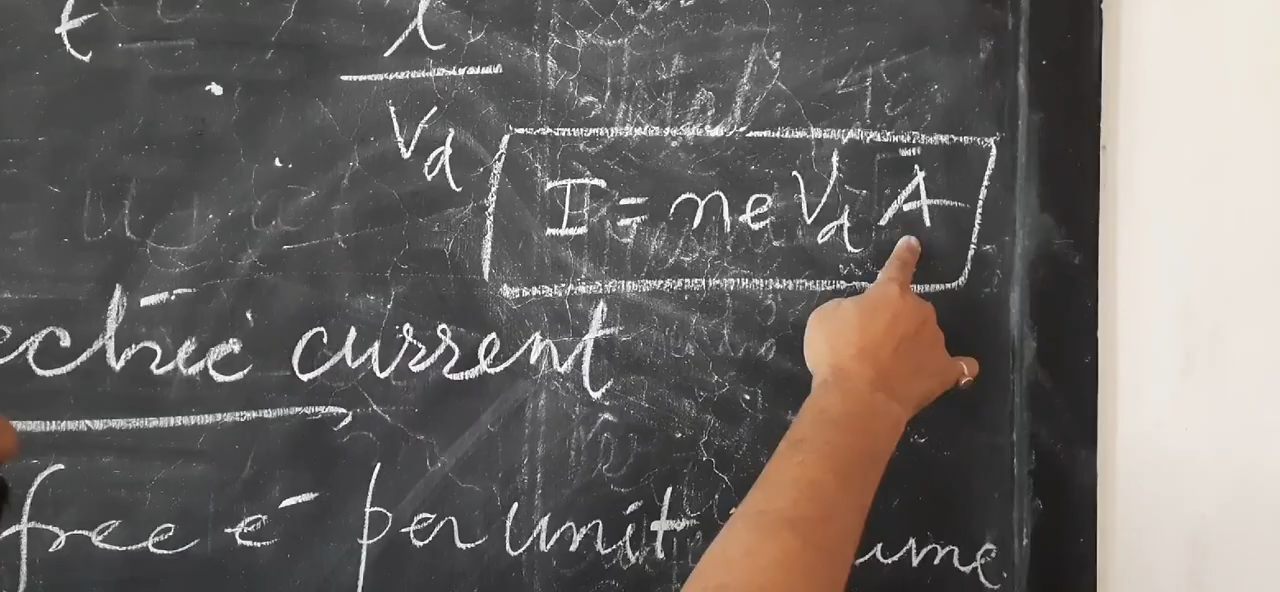 t l
Vd
I = neVdA
ectric current
free e⁻ per unit